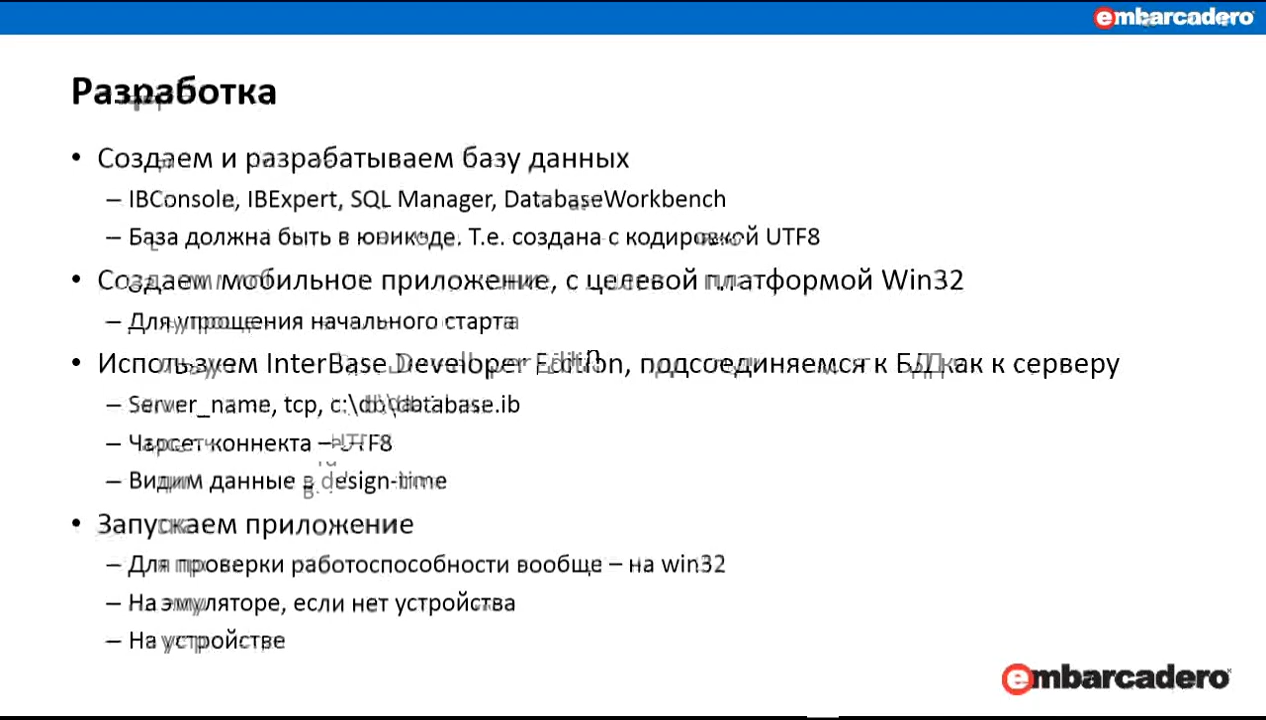 embarcadero
Разработка
• Создаем и разрабатываем базу данных
– IBConsole, IBExpert, SQL Manager, DatabaseWorkbench
– База должна быть в юникоде. Т.е. создана с кодировкой UTF8
• Создаем мобильное приложение, с целевой платформой Win32
– Для упрощения начального старта
• Используем InterBase Developer Edition, подсоединяемся к БД как к серверу
– Server_name, tcp, c:\db\database.ib
– Чарсет коннекта – UTF8
– Видим данные в design-time
• Запускаем приложение
– Для проверки работоспособности вообще – на win32
– На эмуляторе, если нет устройства
– На устройстве
embarcadero